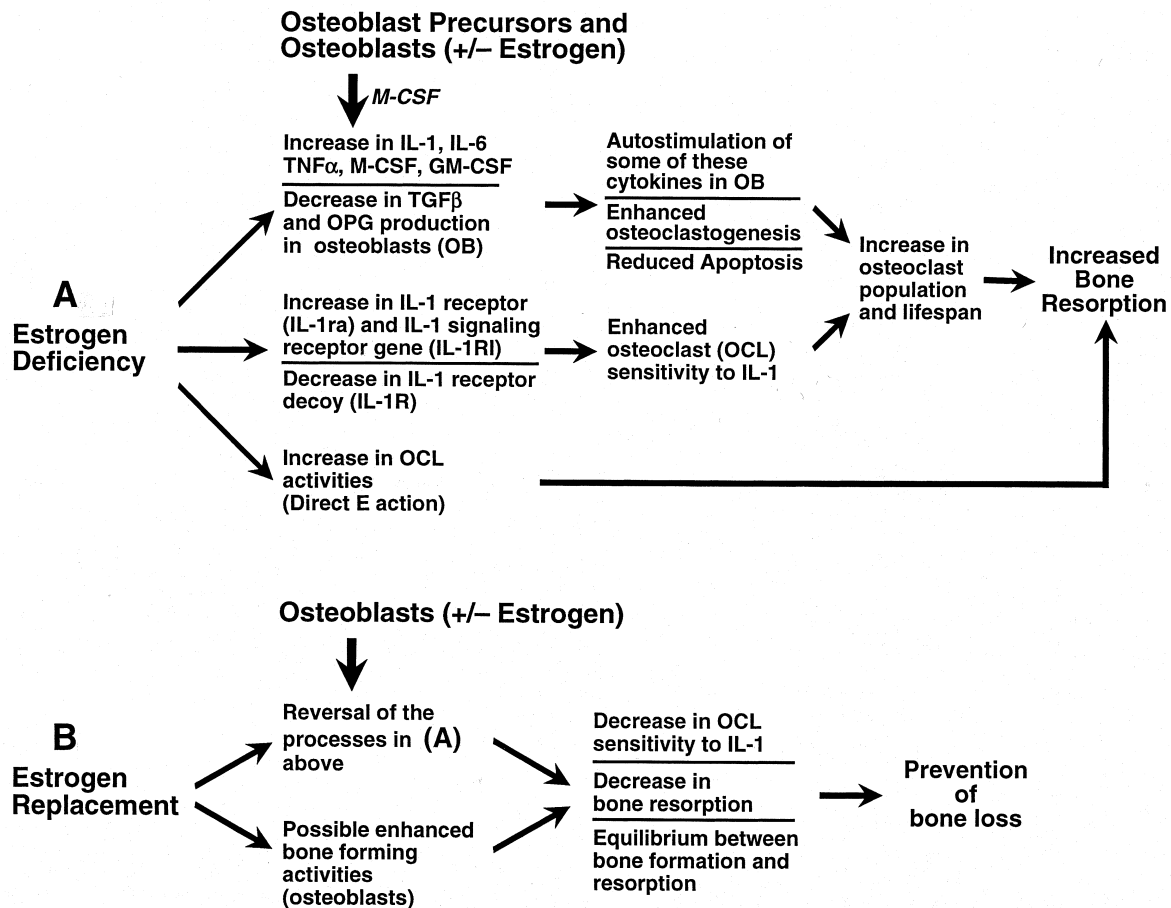 Osteoblast Precursors and
Osteoblasts (+/– Estrogen)
M-CSF
Increase in IL-1, IL-6
TNFα, M-CSF, GM-CSF
Decrease in TGFβ
and OPG production
in osteoblasts (OB)
Autostimulation of
some of these
cytokines in OB
Enhanced
osteoclastogenesis
Reduced Apoptosis
Increase in
osteoclast
population
and lifespan
Increased
Bone
Resorption
A
Estrogen
Deficiency
Increase in IL-1 receptor
(IL-1ra) and IL-1 signaling
receptor gene (IL-1RI)
Decrease in IL-1 receptor
decoy (IL-1R)
Enhanced
osteoclast (OCL)
sensitivity to IL-1
Increase in OCL
activities
(Direct E action)
Osteoblasts (+/– Estrogen)
B
Estrogen
Replacement
Reversal of the
processes in (A)
above
Possible enhanced
bone forming
activities
(osteoblasts)
Decrease in OCL
sensitivity to IL-1
Decrease in
bone resorption
Equilibrium between
bone formation and
resorption
Prevention
of
bone loss